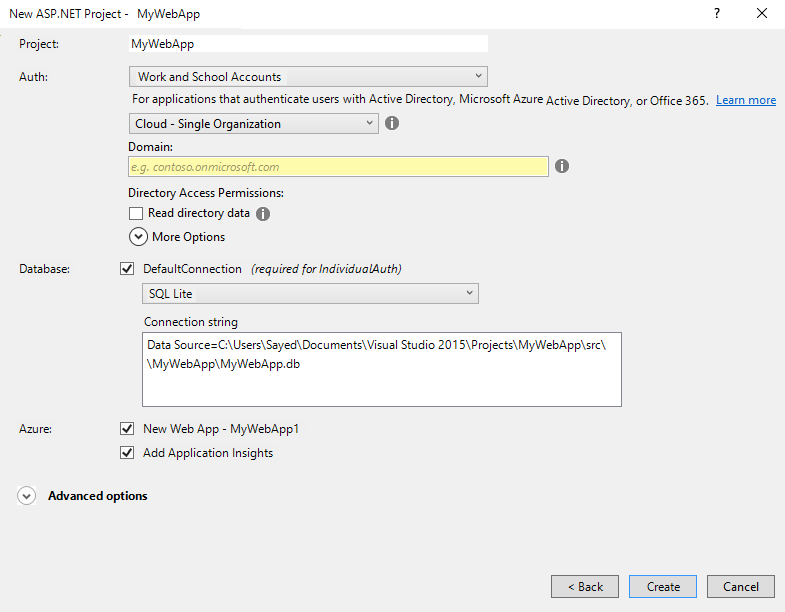 New ASP.NET Project - MyWebApp ?
Project: MyWebApp
Auth: Work and School Accounts
For applications that authenticate users with Active Directory, Microsoft Azure Active Directory, or Office 365. Learn more
Cloud - Single Organization i
Domain:
e.g. contoso.onmicrosoft.com i
Directory Access Permissions:
Read directory data i
More Options
Database: DefaultConnection (required for IndividualAuth)
SQL Lite
Connection string
Data Source=C:\Users\Sayed\Documents\Visual Studio 2015\Projects\MyWebApp\src\
\MyWebApp\MyWebApp.db
Azure: New Web App - MyWebApp1
Add Application Insights
Advanced options
< Back Create Cancel